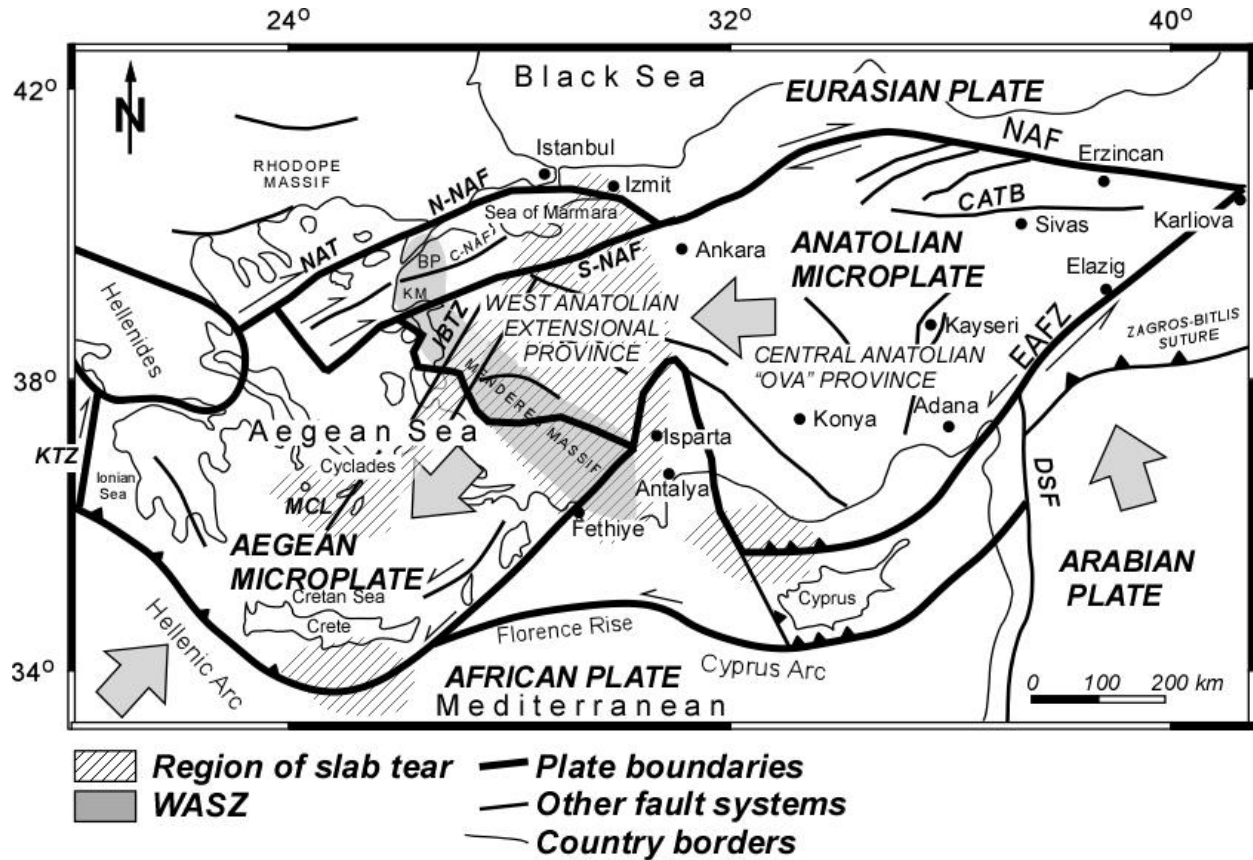 24° 32° 40°
42°
38°
34°
N
Black Sea
EURASIAN PLATE
NAF
Istanbul
Erzincan
RHODOPE
MASSIF
Izmit
N-NAF
CATB
Sea of Marmara
Sivas
Karliova
NAT
BP
C-NAF
S-NAF
Ankara
ANATOLIAN
MICROPLATE
Elazig
KM
Hellenides
IBTZ
WEST ANATOLIAN
EXTENSIONAL
PROVINCE
Kayseri
EAFZ
ZAGROS-BITLIS
SUTURE
CENTRAL ANATOLIAN
“OVA” PROVINCE
MENDERES MASSIF
Konya
Adana
Aegean Sea
Isparta
KTZ
Cyclades
Ionian
Sea
MCL
Antalya
DSF
Fethiye
AEGEAN
MICROPLATE
ARABIAN
PLATE
Cretan Sea
Cyprus
Crete
Hellenic Arc
Florence Rise
Cyprus Arc
AFRICAN PLATE
Mediterranean
0 100 200 km
Region of slab tear
WASZ
Plate boundaries
Other fault systems
Country borders